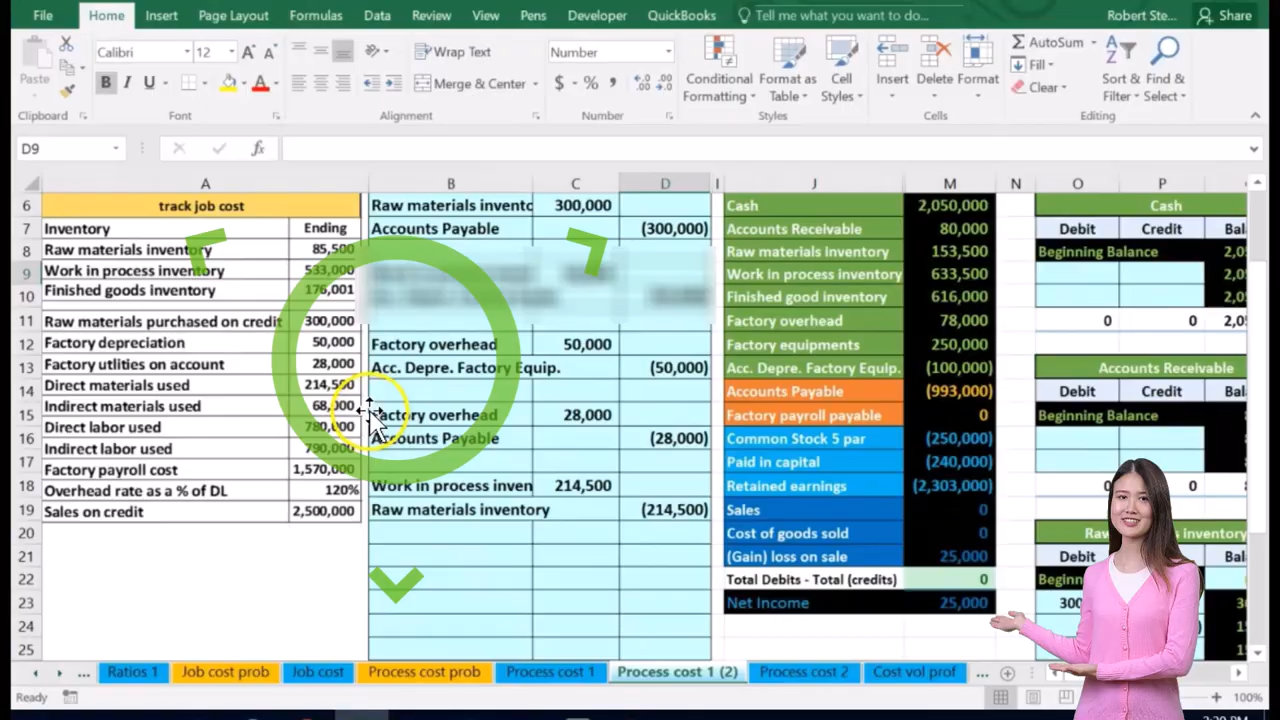 File Home Insert Page Layout Formulas Data Review View Pens Developer QuickBooks Tell me what you want to do... Robert Ste... Share
Calibri 12 Wrap Text Number AutoSum
Paste B I U Merge & Center $ % Conditional Format as Cell Insert Delete Format Fill Sort & Find &
Formatting Table Styles Clear Filter Select
Clipboard Font Alignment Number Styles Cells Editing
D9 fx
A B C D I J M N O P
6 track job cost Raw materials invento 300,000 Cash 2,050,000 Cash
7 Inventory Ending Accounts Payable (300,000) Accounts Receivable 80,000 Debit Credit Bal
8 Raw materials inventory 85,500 Raw materials inventory 153,500 Beginning Balance 2,0
9 Work in process inventory 533,000 Work in process inventory 633,500
10 Finished goods inventory 176,001 Finished good inventory 616,000
11 Raw materials purchased on credit 300,000 Factory overhead 78,000 0 0 2,0
12 Factory depreciation 50,000 Factory overhead 50,000 Factory equipments 250,000
13 Factory utlities on account 28,000 Acc. Depre. Factory Equip. (50,000) Acc. Depre. Factory Equip. (100,000) Accounts Receivable
14 Direct materials used 214,500 Accounts Payable (993,000) Debit Credit Bal
15 Indirect materials used 68,000 Factory overhead 28,000 Factory payroll payable 0 Beginning Balance
16 Direct labor used 780,000 Accounts Payable (28,000) Common Stock 5 par (250,000)
17 Indirect labor used 790,000 Paid in capital (240,000)
18 Factory payroll cost 1,570,000 Work in process inven 214,500 Retained earnings (2,303,000) 0
19 Overhead rate as a % of DL 120% Raw materials inventory (214,500) Sales 0
20 Sales on credit 2,500,000 Cost of goods sold 0 Raw inventory
21 (Gain) loss on sale 25,000 Debit Bal
22 Total Debits - Total (credits) 0
23 Net Income 25,000 300
24
25
... Ratios 1 Job cost prob Job cost Process cost prob Process cost 1 Process cost 1 (2) Process cost 2 Cost vol prof ...
Ready 100%